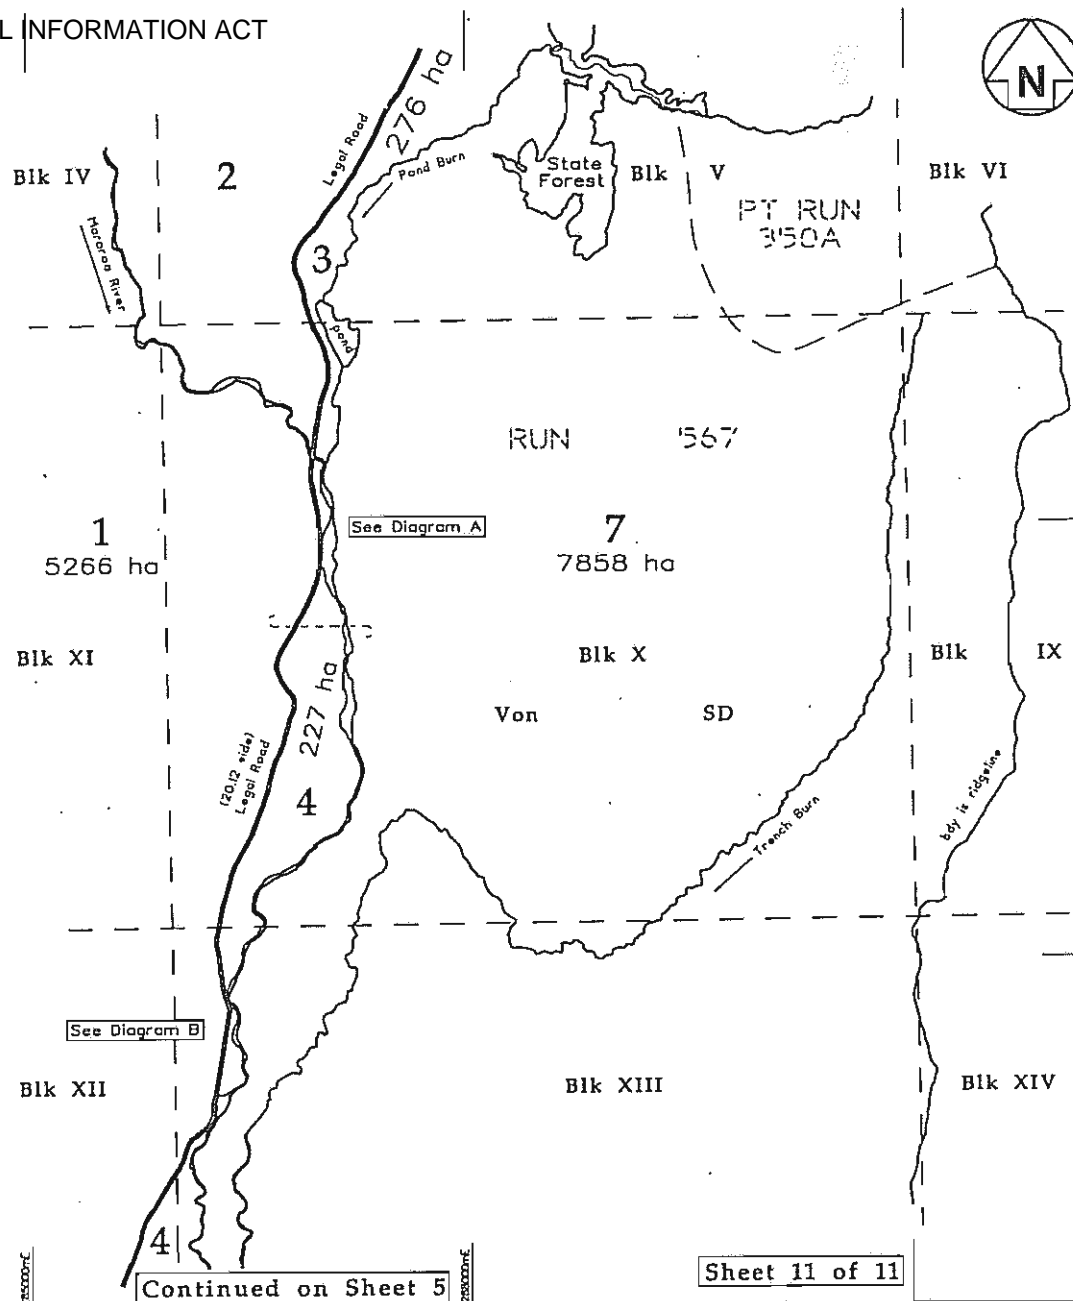 L INFORMATION ACT
N
276 ha
Legal Road
Pond Burn
State
Forest
Blk V
Blk IV
2
Blk VI
PT RUN
350A
Mararoa River
3
pond
RUN 567
See Diagram A
1
5266 ha
7
7858 ha
Blk XI
Blk X
Blk IX
Von SD
227 ha
(20.12 wide)
Legal Road
4
bdy is ridgeline
Trench Burn
See Diagram B
Blk XII
Blk XIII
Blk XIV
4
Continued on Sheet 5
Sheet 11 of 11